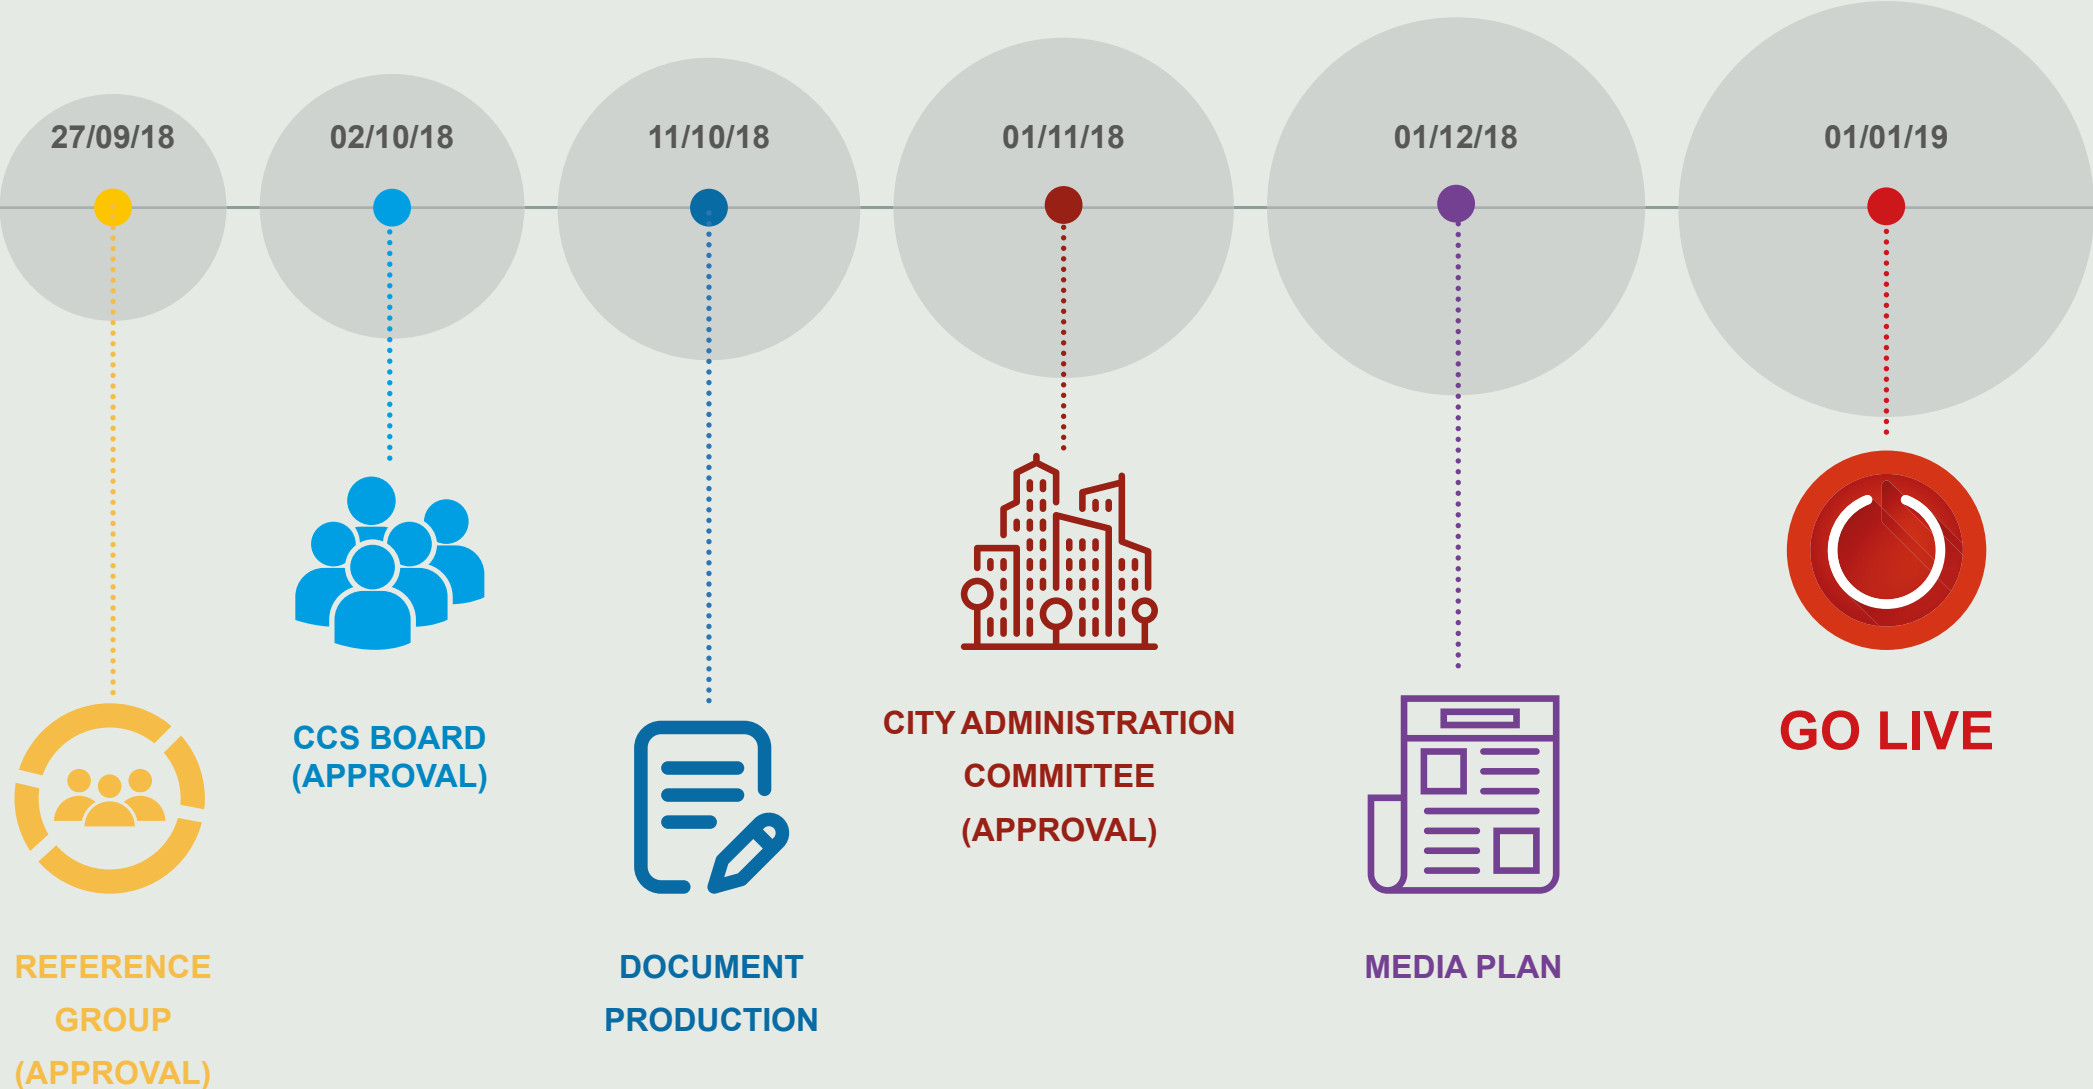 27/09/18
02/10/18
11/10/18
01/11/18
01/12/18
01/01/19
REFERENCE
GROUP
(APPROVAL)
CCS BOARD
(APPROVAL)
DOCUMENT
PRODUCTION
CITY ADMINISTRATION
COMMITTEE
(APPROVAL)
MEDIA PLAN
GO LIVE